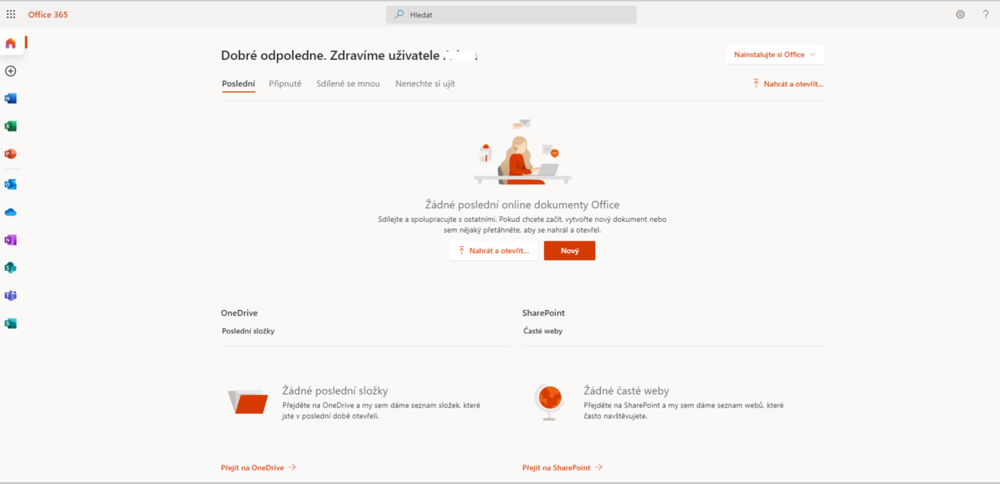 Office 365
Hledat
?
Dobré odpoledne. Zdravíme uživatele
Nainstalujte si Office
Poslední Připnuté Sdílené se mnou Nenechte si ujít
Nahrát a otevřít...
Žádné poslední online dokumenty Office
Sdílejte a spolupracujte s ostatními. Pokud chcete začít, vytvořte nový dokument nebo
sem nějaký přetáhněte, aby se nahrál a otevřel.
Nahrát a otevřít... Nový
OneDrive
Poslední složky
Žádné poslední složky
Přejděte na OneDrive a my sem dáme seznam složek, které
jste v poslední době otevřeli.
Přejít na OneDrive
SharePoint
Časté weby
Žádné časté weby
Přejděte na SharePoint a my sem dáme seznam webů, které
často navštěvujete.
Přejít na SharePoint